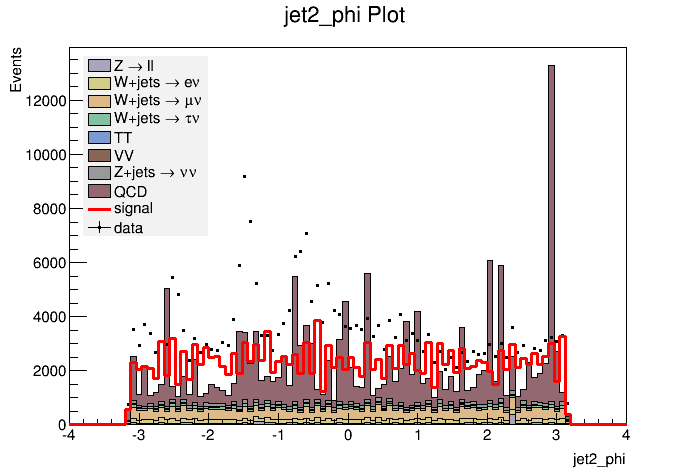 jet2_phi Plot
Events
Z → ll
W+jets → eν
W+jets → μν
W+jets → τν
TT
VV
Z+jets → νν
QCD
signal
data
12000
10000
8000
6000
4000
2000
0
-4 -3 -2 -1 0 1 2 3 4
jet2_phi